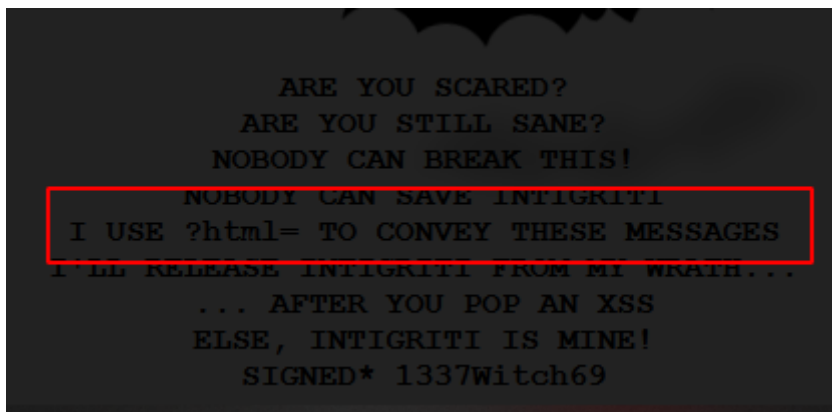 ARE YOU SCARED?
ARE YOU STILL SANE?
NOBODY CAN BREAK THIS!
NOBODY CAN SAVE INTIGRITI
I USE ?html= TO CONVEY THESE MESSAGES
I'LL RELEASE INTIGRITI FROM MY WRATH...
... AFTER YOU POP AN XSS
ELSE, INTIGRITI IS MINE!
SIGNED* 1337Witch69